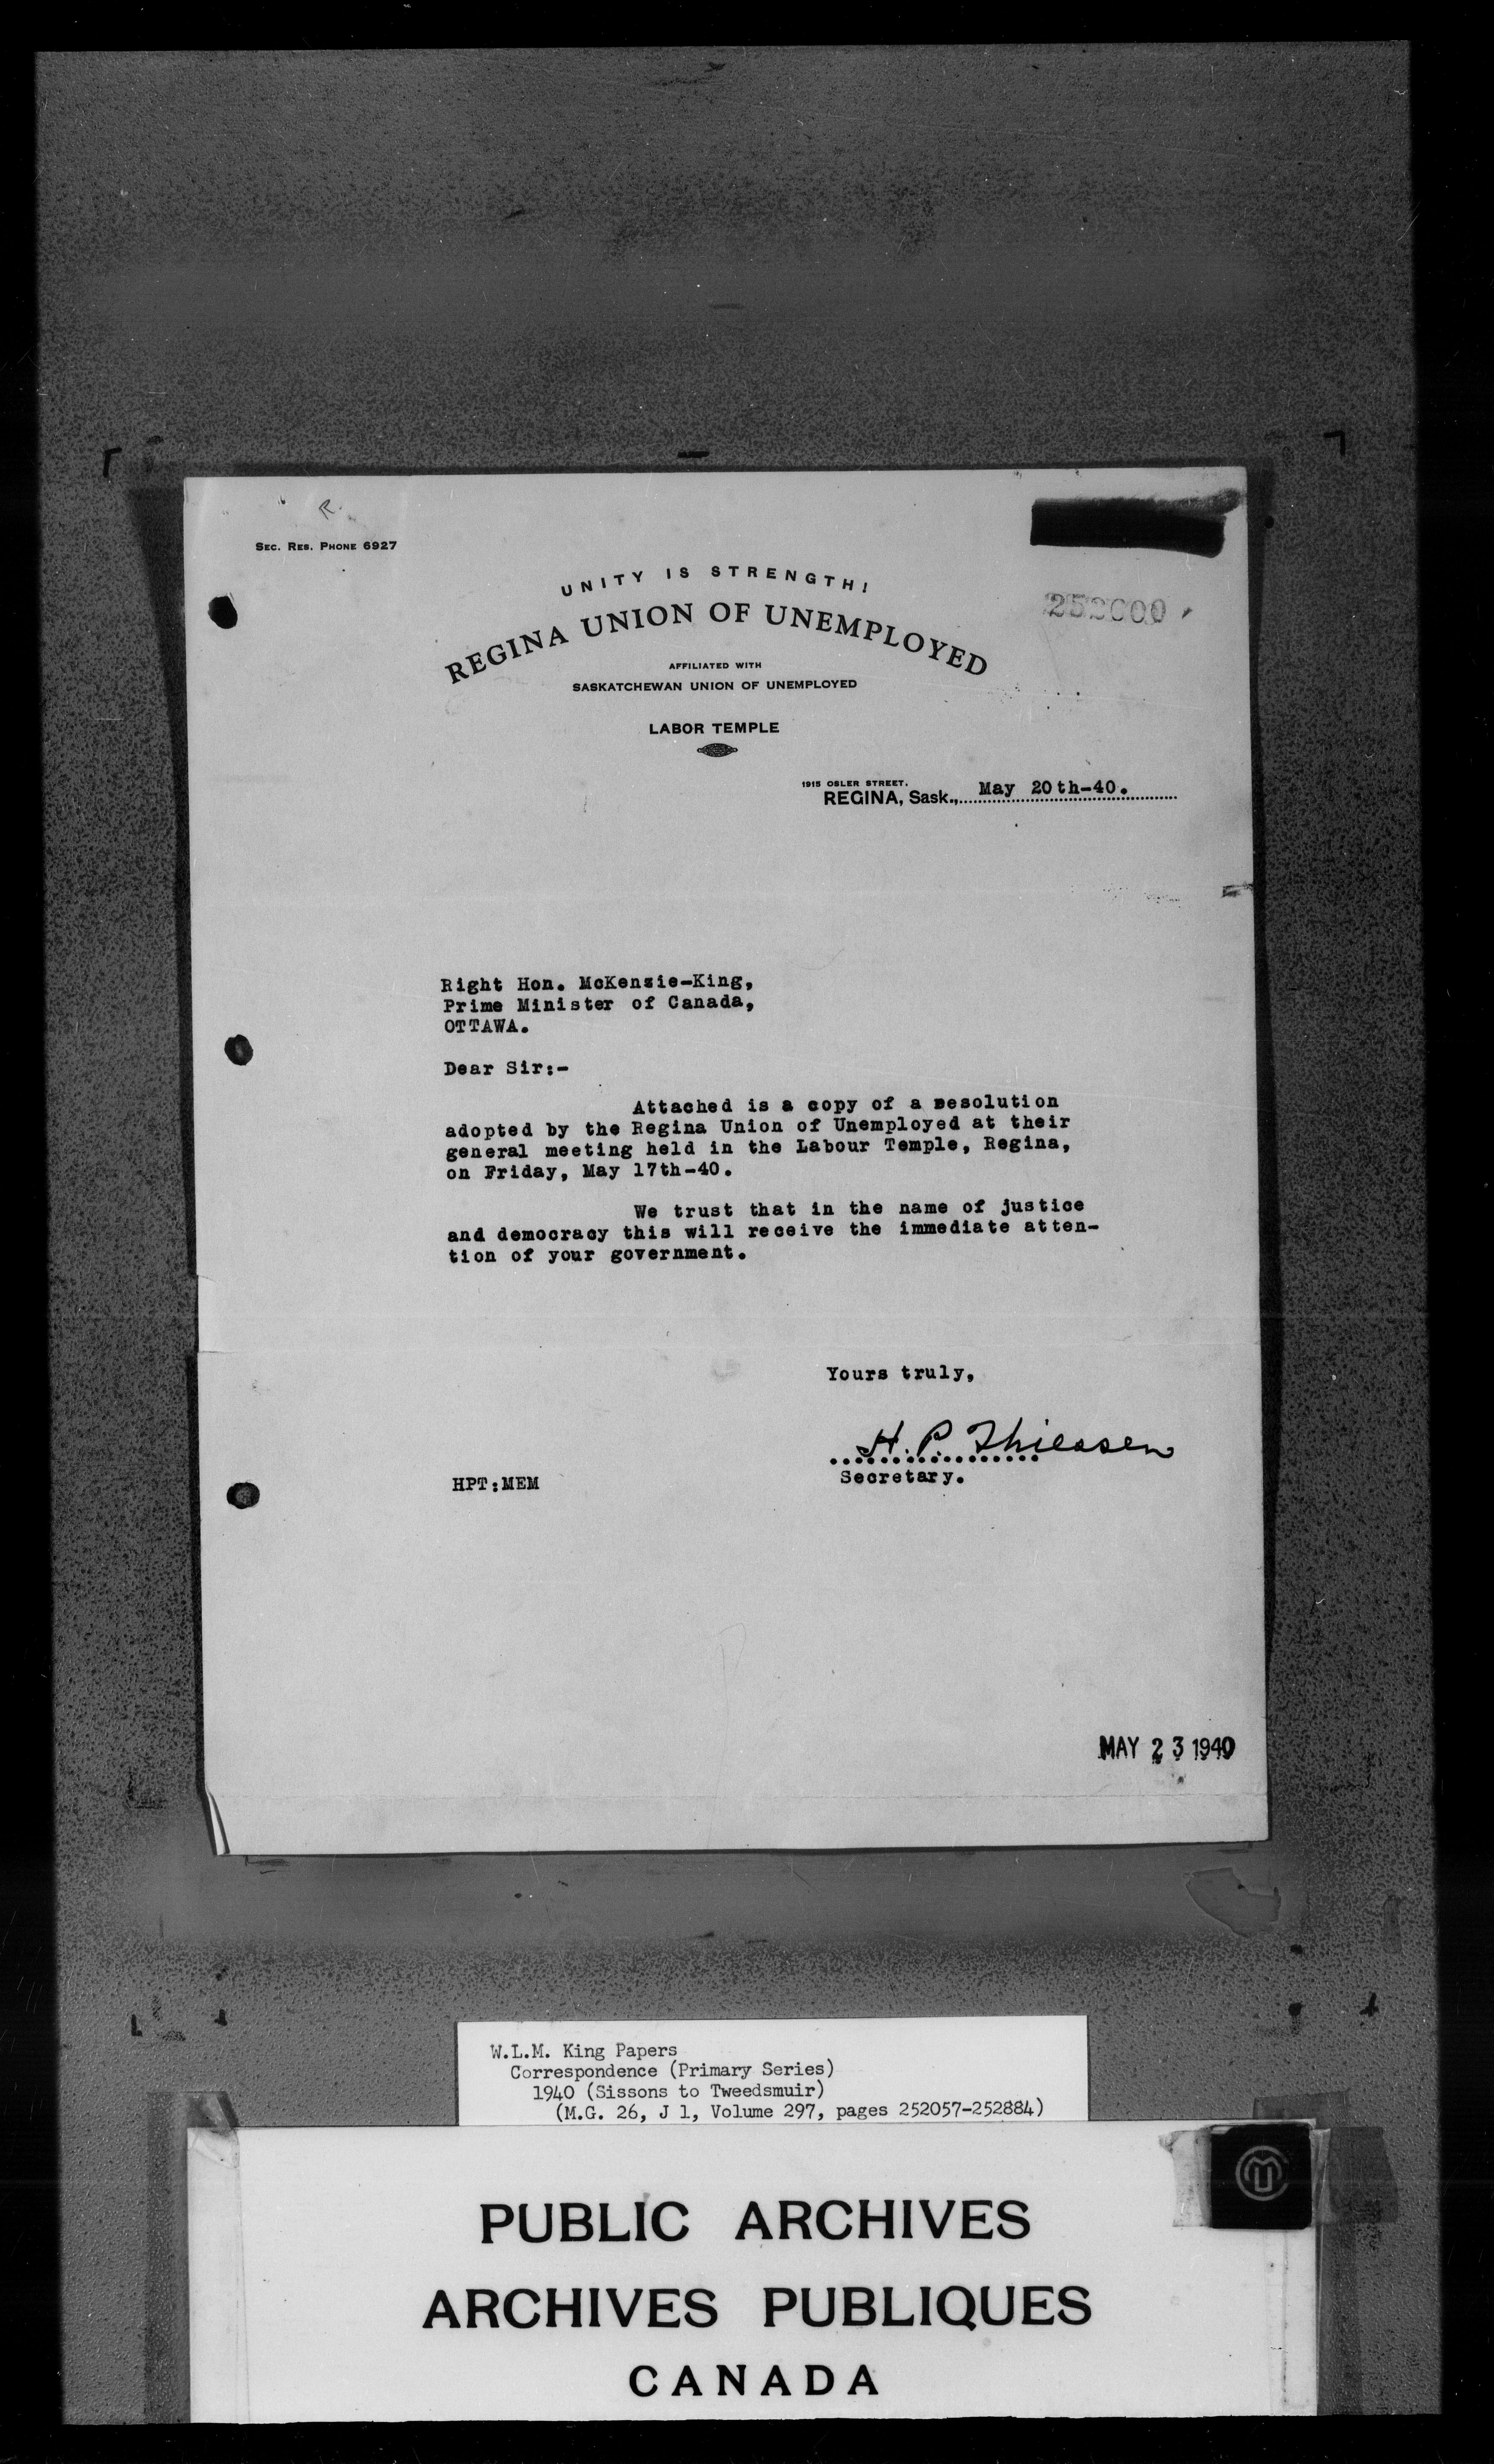 R.
SEC. RES. PHONE 6927
UNITY IS STRENGTH!
REGINA UNION OF UNEMPLOYED
AFFILIATED WITH
SASKATCHEWAN UNION OF UNEMPLOYED
LABOR TEMPLE
1915 OSLER STREET.
REGINA, Sask., May 20th-40.
Right Hon. McKenzie-King,
Prime Minister of Canada,
OTTAWA.
Dear Sir:-
Attached is a copy of a resolution
adopted by the Regina Union of Unemployed at their
general meeting held in the Labour Temple, Regina,
on Friday, May 17th-40.
We trust that in the name of justice
and democracy this will receive the immediate atten-
tion of your government.
Yours truly,
H. P. Thiessen
Secretary.
HPT:MEM
MAY 23 1940
W.L.M. King Papers
Correspondence (Primary Series)
1940 (Sissons to Tweedsmuir)
(M.G. 26, J 1, Volume 297, pages 252057-252884)
PUBLIC ARCHIVES
ARCHIVES PUBLIQUES
CANADA